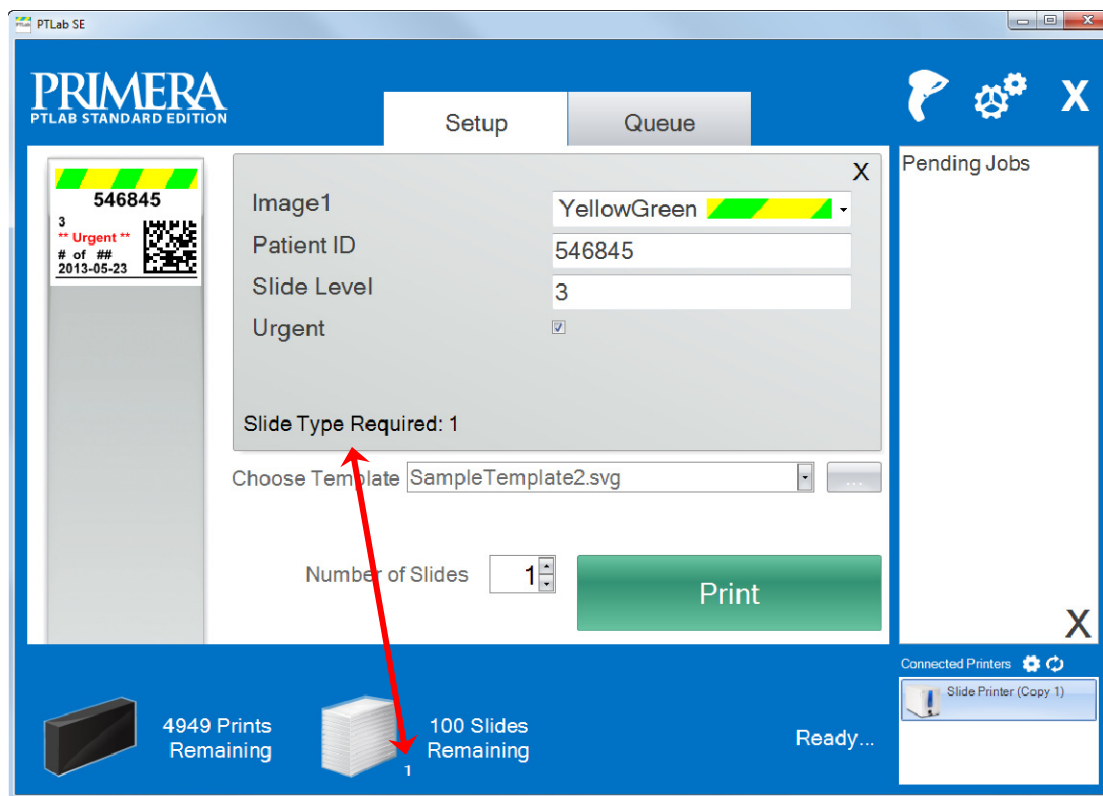 PTLab SE
PRIMERA
PTLAB STANDARD EDITION
Setup
Queue
X
546845
3
** Urgent **
# of ##
2013-05-23
X
Image1
YellowGreen
Patient ID
546845
Slide Level
3
Urgent
Slide Type Required: 1
Choose Template
SampleTemplate2.svg
...
Number of Slides
1
Print
Pending Jobs
X
4949 Prints
Remaining
1
100 Slides
Remaining
Ready...
Connected Printers
Slide Printer (Copy 1)